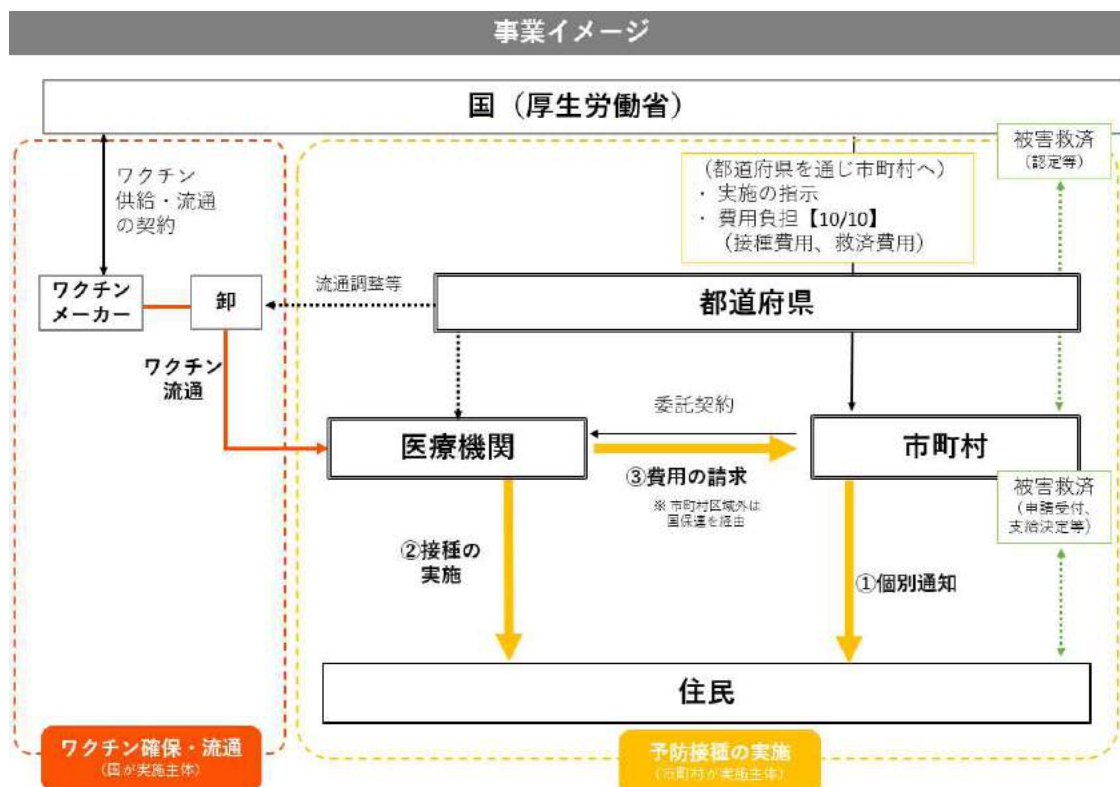 事業イメージ
国（厚生労働省）
ワクチン
供給・流通
の契約
（都道府県を通じ市町村へ）
・ 実施の指示
・ 費用負担【10/10】
（接種費用、救済費用）
被害救済
（認定等）
ワクチン
メーカー
卸
流通調整等
都道府県
ワクチン
流通
医療機関
委託契約
市町村
③費用の請求
※ 市町村区域外は
国保連を経由
被害救済
（申請受付、
支給決定等）
②接種の
実施
①個別通知
住民
ワクチン確保・流通
（国が実施主体）
予防接種の実施
（市町村が実施主体）